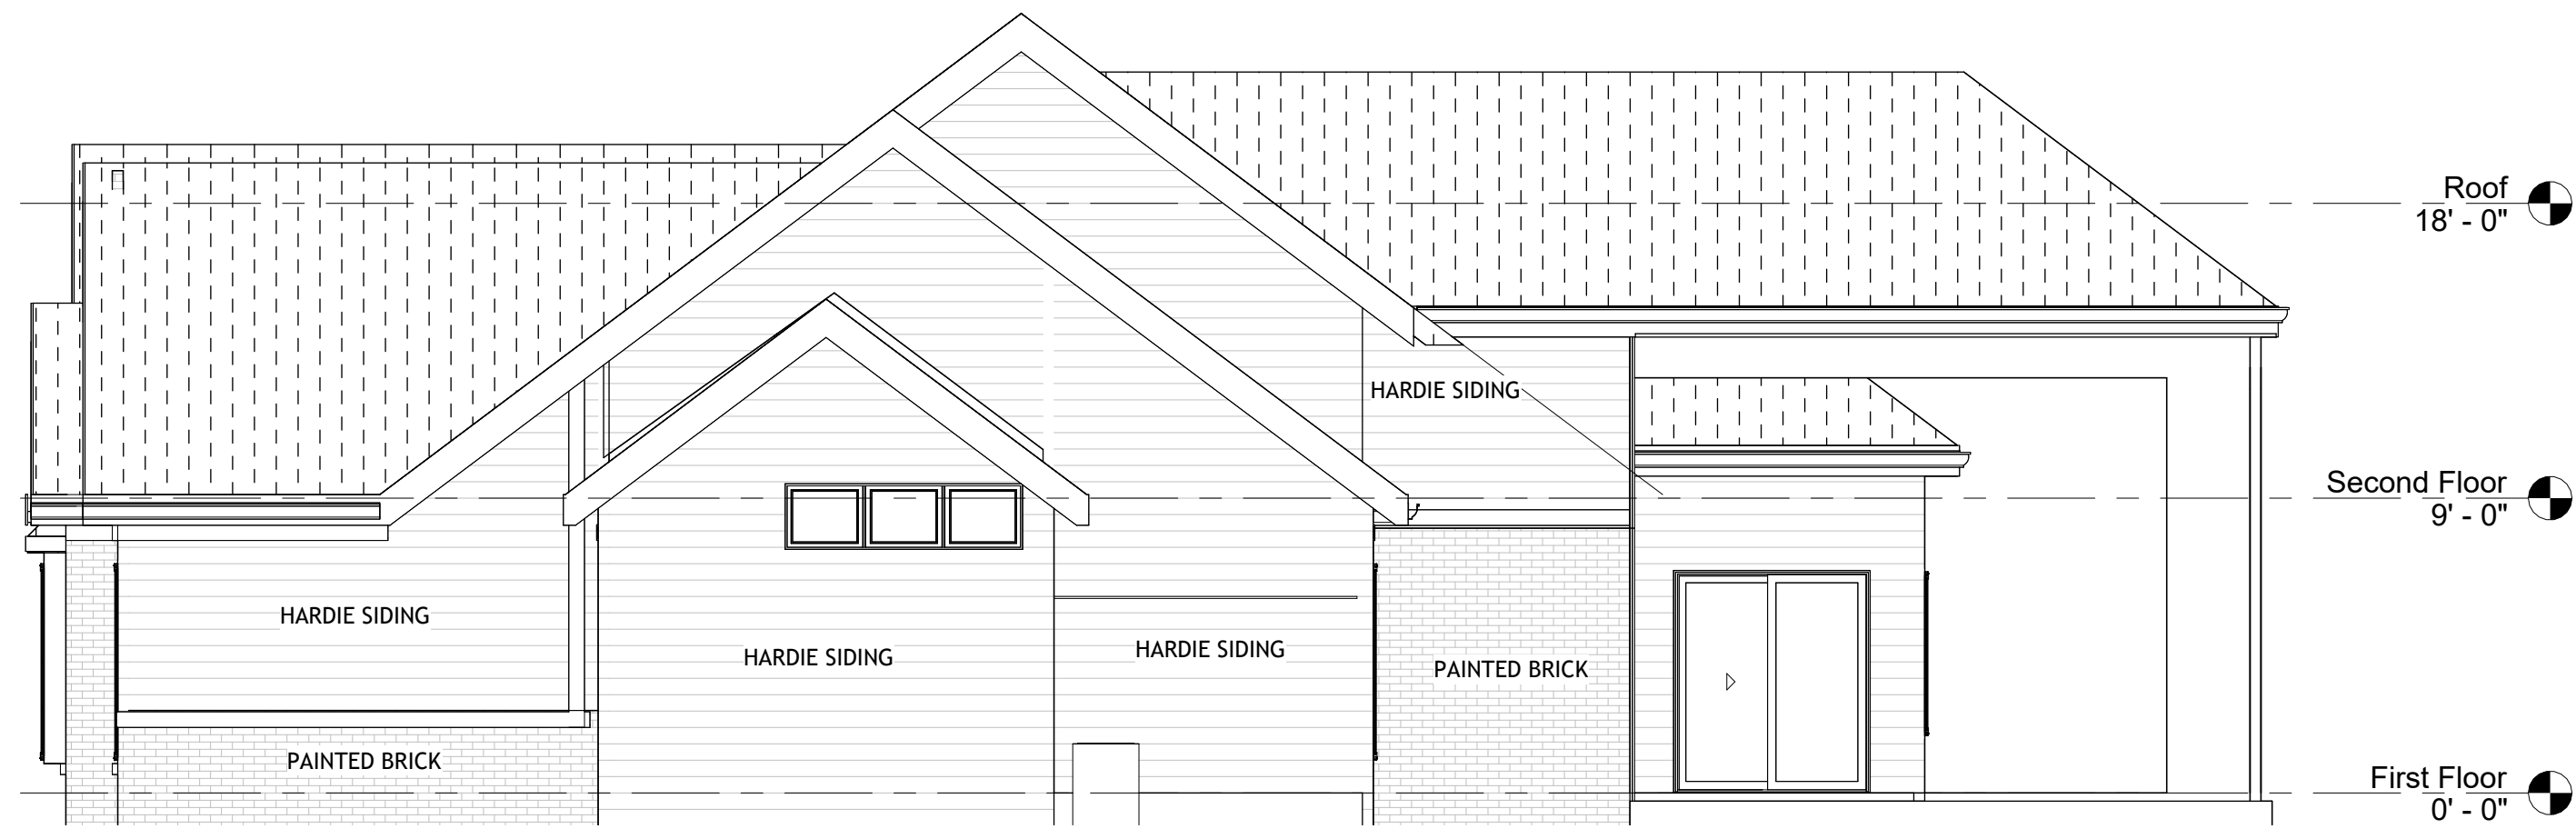 Roof
18' - 0"
HARDIE SIDING
Second Floor
9' - 0"
HARDIE SIDING
HARDIE SIDING
HARDIE SIDING
PAINTED BRICK
PAINTED BRICK
First Floor
0' - 0"